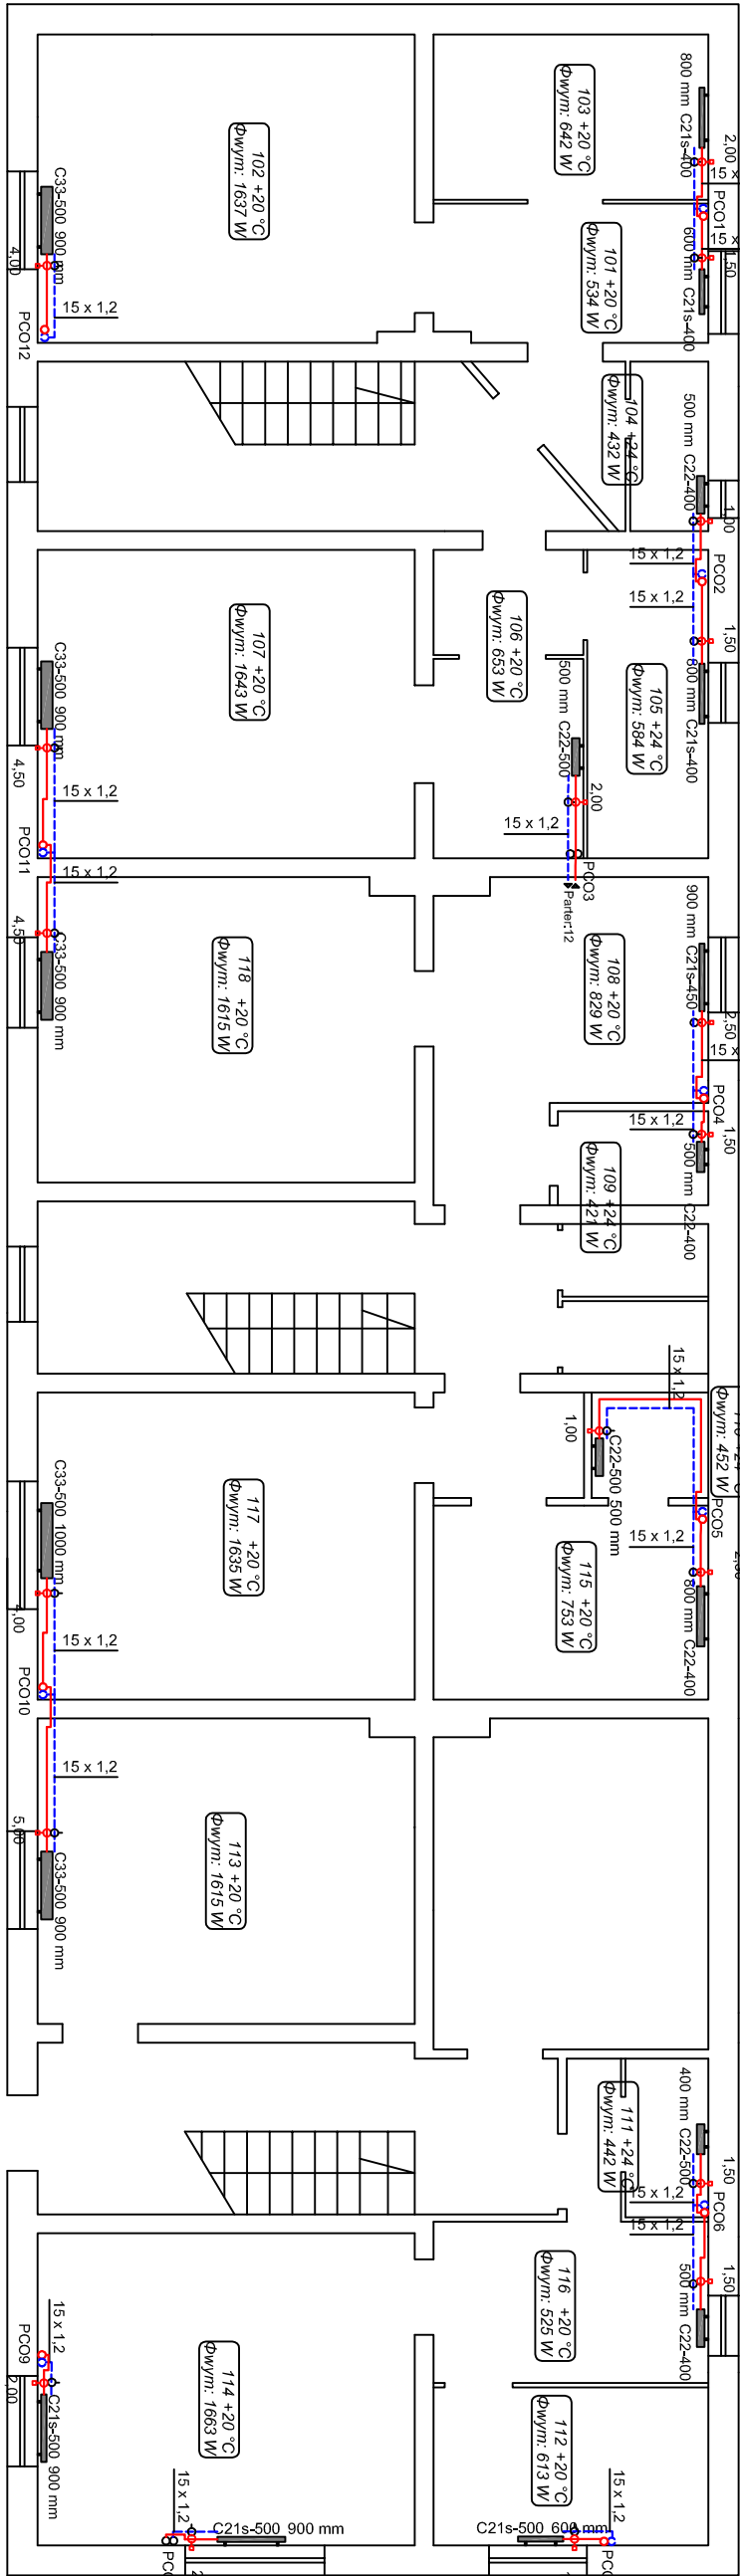 800 mm C21s-400
2,00
15 x
PCO1
15 x
1,50
600 mm C21s-400
103 +20 °C
Φwym: 642 W
101 +20 °C
Φwym: 534 W
102 +20 °C
Φwym: 1637 W
C33-500 900 mm
4,00
15 x 1,2
PCO12
104 +24 °C
Φwym: 432 W
500 mm C22-400
1,00
15 x 1,2
PCO2
15 x 1,2
1,50
800 mm C21s-400
105 +24 °C
Φwym: 584 W
106 +20 °C
Φwym: 653 W
500 mm C22-500
2,00
15 x 1,2
PCO3
Parter:12
107 +20 °C
Φwym: 1643 W
C33-500 900 mm
4,50
15 x 1,2
PCO11
15 x 1,2
4,50
C33-500 900 mm
118 +20 °C
Φwym: 1615 W
108 +20 °C
Φwym: 829 W
900 mm C21s-450
2,50
15 x
PCO4
15 x 1,2
1,50
500 mm C22-400
109 +24 °C
Φwym: 421 W
15 x 1,2
Φwym: 452 W
1,00
C22-500 500 mm
PCO5
15 x 1,2
800 mm C22-400
115 +20 °C
Φwym: 753 W
117 +20 °C
Φwym: 1635 W
C33-500 1000 mm
4,00
15 x 1,2
PCO10
15 x 1,2
5,00
C33-500 900 mm
113 +20 °C
Φwym: 1615 W
111 +24 °C
Φwym: 442 W
400 mm C22-500
1,50
15 x 1,2
PCO6
15 x 1,2
1,50
500 mm C22-400
116 +20 °C
Φwym: 525 W
112 +20 °C
Φwym: 613 W
114 +20 °C
Φwym: 1663 W
15 x 1,2
PCO9
2,00
C21s-500 900 mm
15 x 1,2
C21s-500 900 mm
C21s-500 600 mm
15 x 1,2